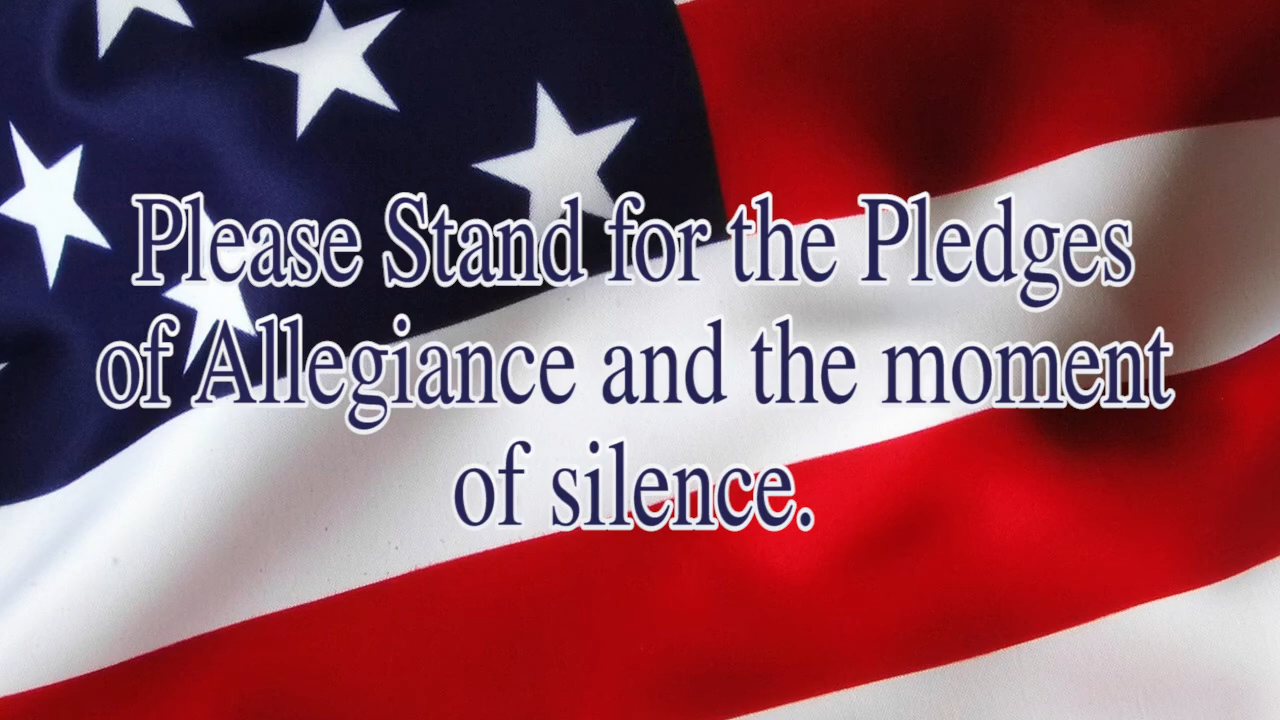 Please Stand for the Pledges
of Allegiance and the moment
of silence.